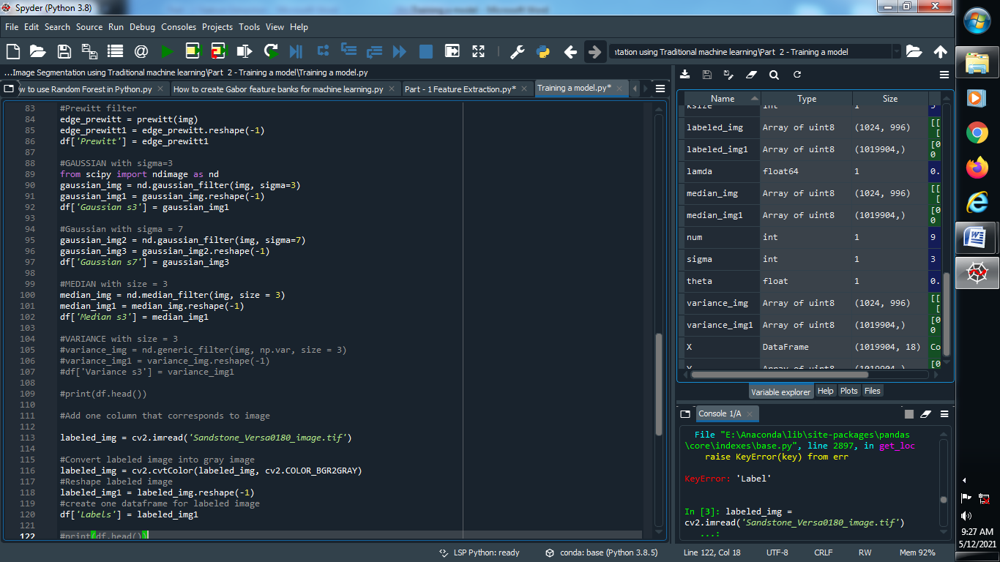 Spyder (Python 3.8)
File Edit Search Source Run Debug Consoles Projects Tools View Help
ntation using Traditional machine learning\Part 2 - Training a model
...Image Segmentation using Traditional machine learning\Part 2 - Training a model\Training a model.py
w to use Random Forest in Python.py How to create Gabor feature banks for machine learning.py Part - 1 Feature Extraction.py* Training a model.py*
83 #Prewitt filter
84 edge_prewitt = prewitt(img)
85 edge_prewitt1 = edge_prewitt.reshape(-1)
86 df['Prewitt'] = edge_prewitt1
87
88 #GAUSSIAN with sigma=3
89 from scipy import ndimage as nd
90 gaussian_img = nd.gaussian_filter(img, sigma=3)
91 gaussian_img1 = gaussian_img.reshape(-1)
92 df['Gaussian s3'] = gaussian_img1
93
94 #Gaussian with sigma = 7
95 gaussian_img2 = nd.gaussian_filter(img, sigma=7)
96 gaussian_img3 = gaussian_img2.reshape(-1)
97 df['Gaussian s7'] = gaussian_img3
98
99 #MEDIAN with size = 3
100 median_img = nd.median_filter(img, size = 3)
101 median_img1 = median_img.reshape(-1)
102 df['Median s3'] = median_img1
103
104 #VARIANCE with size = 3
105 #variance_img = nd.generic_filter(img, np.var, size = 3)
106 #variance_img1 = variance_img.reshape(-1)
107 #df['Variance s3'] = variance_img1
108
109 #print(df.head())
110
111 #Add one column that corresponds to image
112
113 labeled_img = cv2.imread('Sandstone_Versa0180_image.tif')
114
115 #Convert labeled image into gray image
116 labeled_img = cv2.cvtColor(labeled_img, cv2.COLOR_BGR2GRAY)
117 #Reshape labeled image
118 labeled_img1 = labeled_img.reshape(-1)
119 #create one dataframe for labeled image
120 df['Labels'] = labeled_img1
121
122 #print(df.head())
Name Type Size
ksize int 1 5
labeled_img Array of uint8 (1024, 996) [[ [
labeled_img1 Array of uint8 (1019904,) [0 0
lamda float64 1 0.
median_img Array of uint8 (1024, 996) [[ [
median_img1 Array of uint8 (1019904,) [0 0
num int 1 9
sigma int 1 3
theta float 1 0.
variance_img Array of uint8 (1024, 996) [[ [
variance_img1 Array of uint8 (1019904,) [0 0
X DataFrame (1019904, 18) Co
Y Array of uint8 (1019904,) [0
Variable explorer Help Plots Files
Console 1/A
File "E:\Anaconda\lib\site-packages\pandas
\core\indexes\base.py", line 2897, in get_loc
raise KeyError(key) from err
KeyError: 'Label'
In [3]: labeled_img =
cv2.imread('Sandstone_Versa0180_image.tif')
...:
LSP Python: ready conda: base (Python 3.8.5) Line 122, Col 18 UTF-8 CRLF RW Mem 92%
9:27 AM
5/12/2021